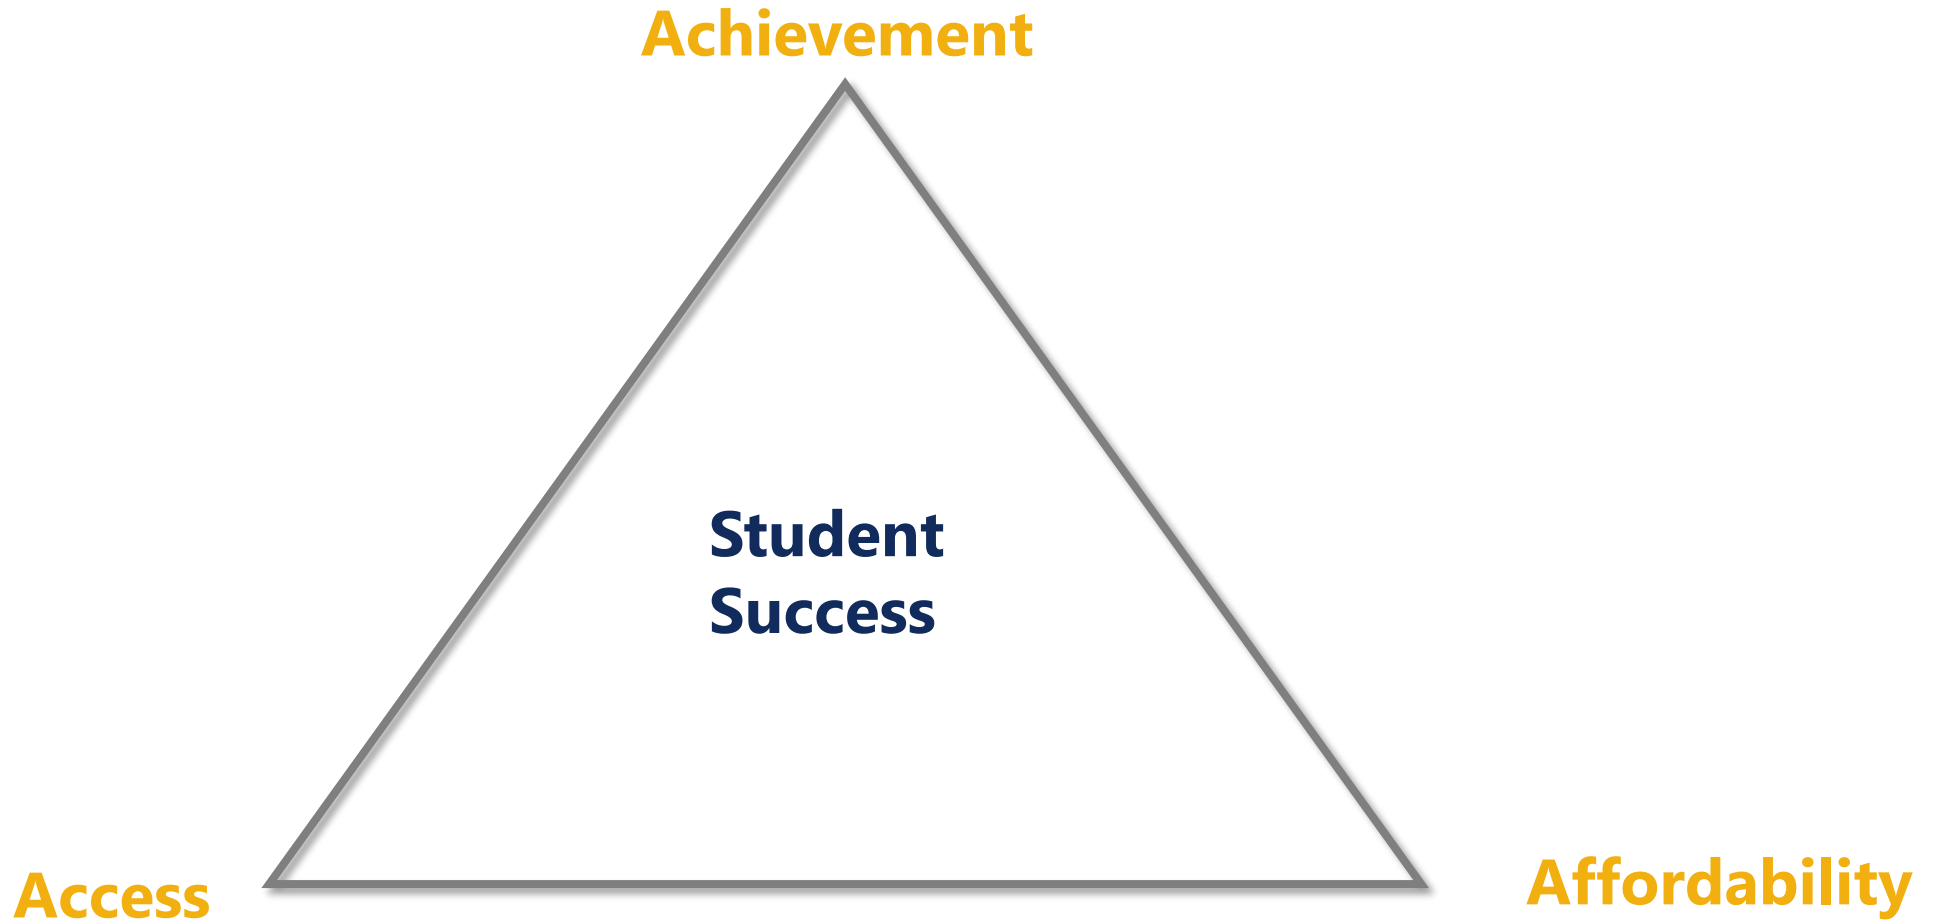 Achievement
Student
Success
Access
Affordability